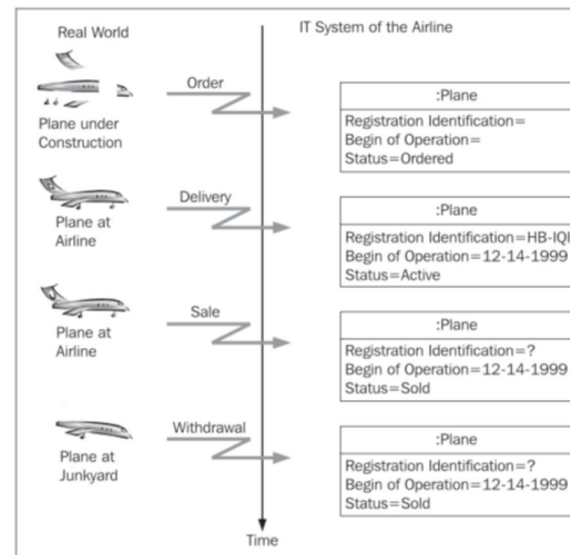 Real World
IT System of the Airline
Order
Plane under
Construction
:Plane
Registration Identification=
Begin of Operation=
Status=Ordered
Delivery
Plane at
Airline
:Plane
Registration Identification=HB-IQI
Begin of Operation=12-14-1999
Status=Active
Sale
Plane at
Airline
:Plane
Registration Identification=?
Begin of Operation=12-14-1999
Status=Sold
Withdrawal
Plane at
Junkyard
:Plane
Registration Identification=?
Begin of Operation=12-14-1999
Status=Sold
Time